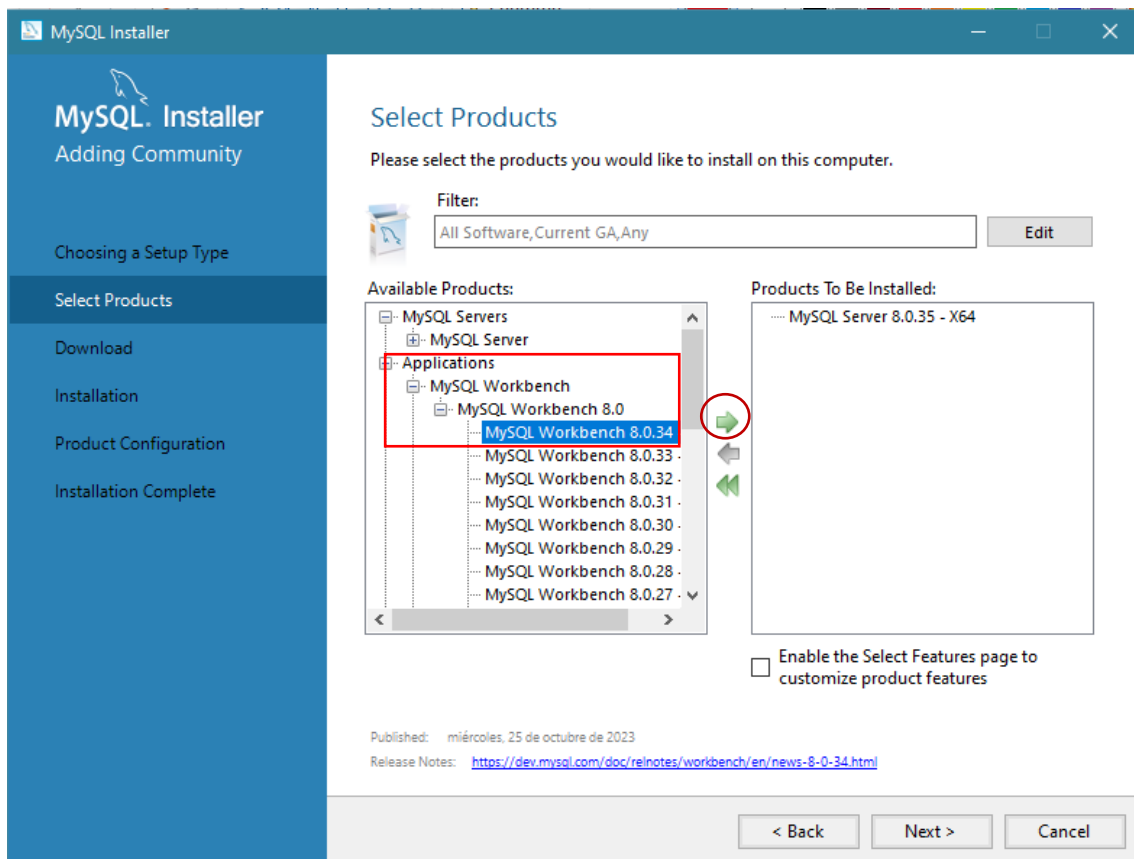 MySQL Installer
MySQL. Installer
Adding Community
Choosing a Setup Type
Select Products
Download
Installation
Product Configuration
Installation Complete
Select Products
Please select the products you would like to install on this computer.
Filter:
All Software,Current GA,Any
Edit
Available Products:
MySQL Servers
MySQL Server
Applications
MySQL Workbench
MySQL Workbench 8.0
MySQL Workbench 8.0.34
MySQL Workbench 8.0.33 -
MySQL Workbench 8.0.32 -
MySQL Workbench 8.0.31 -
MySQL Workbench 8.0.30 -
MySQL Workbench 8.0.29 -
MySQL Workbench 8.0.28 -
MySQL Workbench 8.0.27 -
Products To Be Installed:
MySQL Server 8.0.35 - X64
Enable the Select Features page to
customize product features
Published: miércoles, 25 de octubre de 2023
Release Notes: https://dev.mysql.com/doc/relnotes/workbench/en/news-8-0-34.html
< Back
Next >
Cancel